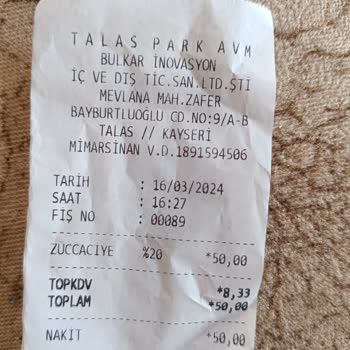 TALAS PARK AVM
BULKAR İNOVASYON
İÇ VE DIŞ TİC.SAN.LTD.ŞTİ
MEVLANA MAH.ZAFER
BAYBURTLUOĞLU CD.NO:9/A-B
TALAS // KAYSERİ
MİMARSİNAN V.D.1891594506
TARİH : 16/03/2024
SAAT : 16:27
FİŞ NO : 00089
ZÜCCACİYE %20 *50,00
TOPKDV *8,33
TOPLAM *50,00
NAKİT *50,00